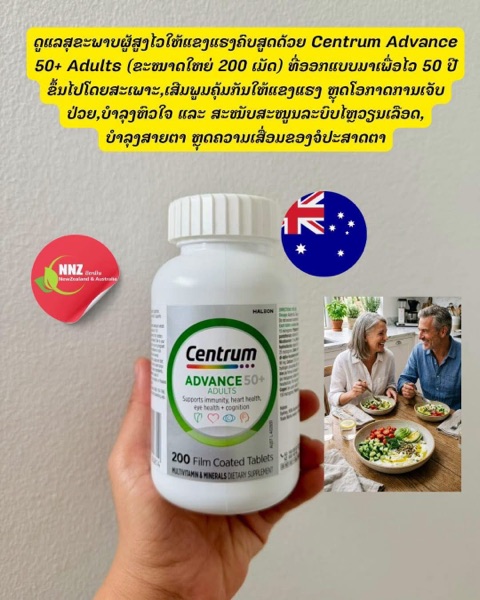 ດູແລສຸຂະພາບຜູ້ສູງໄວໃຫ້ແຂງແຮງຄົບສູດດ້ວຍ Centrum Advance
50+ Adults (ຂະໜາດໃຫຍ່ 200 ເມັດ) ທີ່ອອກແບບມາເພື່ອໄວ 50 ປີ
ຂຶ້ນໄປໂດຍສະເພາະ,ເສີມພູມຄຸ້ມກັນໃຫ້ແຂງແຮງ ຫຼຸດໂອກາດການເຈັບ
ປ່ວຍ,ບຳລຸງຫົວໃຈ ແລະ ສະໜັບສະໜູນລະບົບໄຫຼວຽນເລືອດ,
ບຳລຸງສາຍຕາ ຫຼຸດຄວາມເສື່ອມຂອງຈໍປະສາດຕາ
NNZ
NewZealand & Australia
HALEON
Centrum
ADVANCE 50+
ADULTS
Supports immunity, heart health,
eye health + cognition
200 Film Coated Tablets
MULTIVITAMIN & MINERALS DIETARY SUPPLEMENT